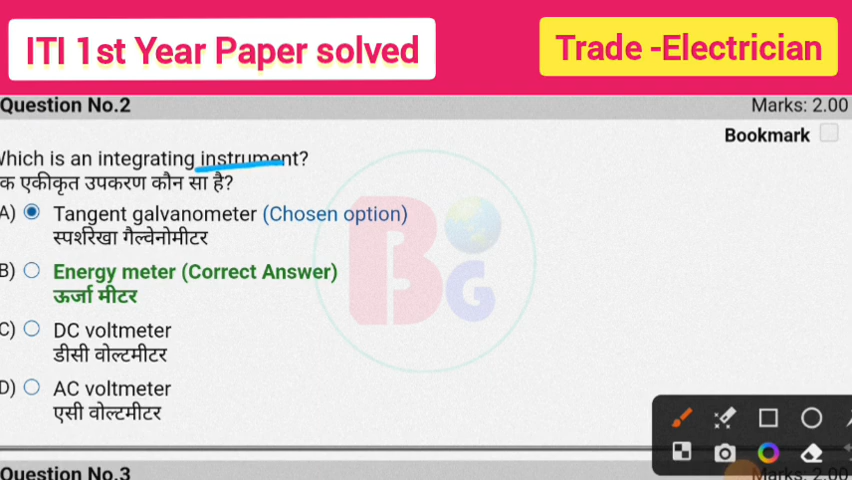 ITI 1st Year Paper solved
Trade -Electrician
Question No.2 Marks: 2.00
Bookmark
Which is an integrating instrument?
क एकीकृत उपकरण कौन सा है?
A) Tangent galvanometer (Chosen option)
स्पर्शरेखा गैल्वेनोमीटर
B) Energy meter (Correct Answer)
ऊर्जा मीटर
C) DC voltmeter
डीसी वोल्टमीटर
D) AC voltmeter
एसी वोल्टमीटर
BG
Question No.3 Marks: 2.00